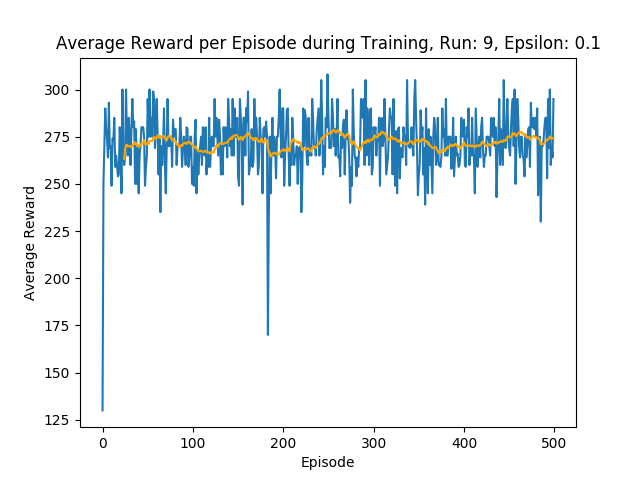 Average Reward per Episode during Training, Run: 9, Epsilon: 0.1
300
275
250
225
200
175
150
125
Average Reward
0 100 200 300 400 500
Episode